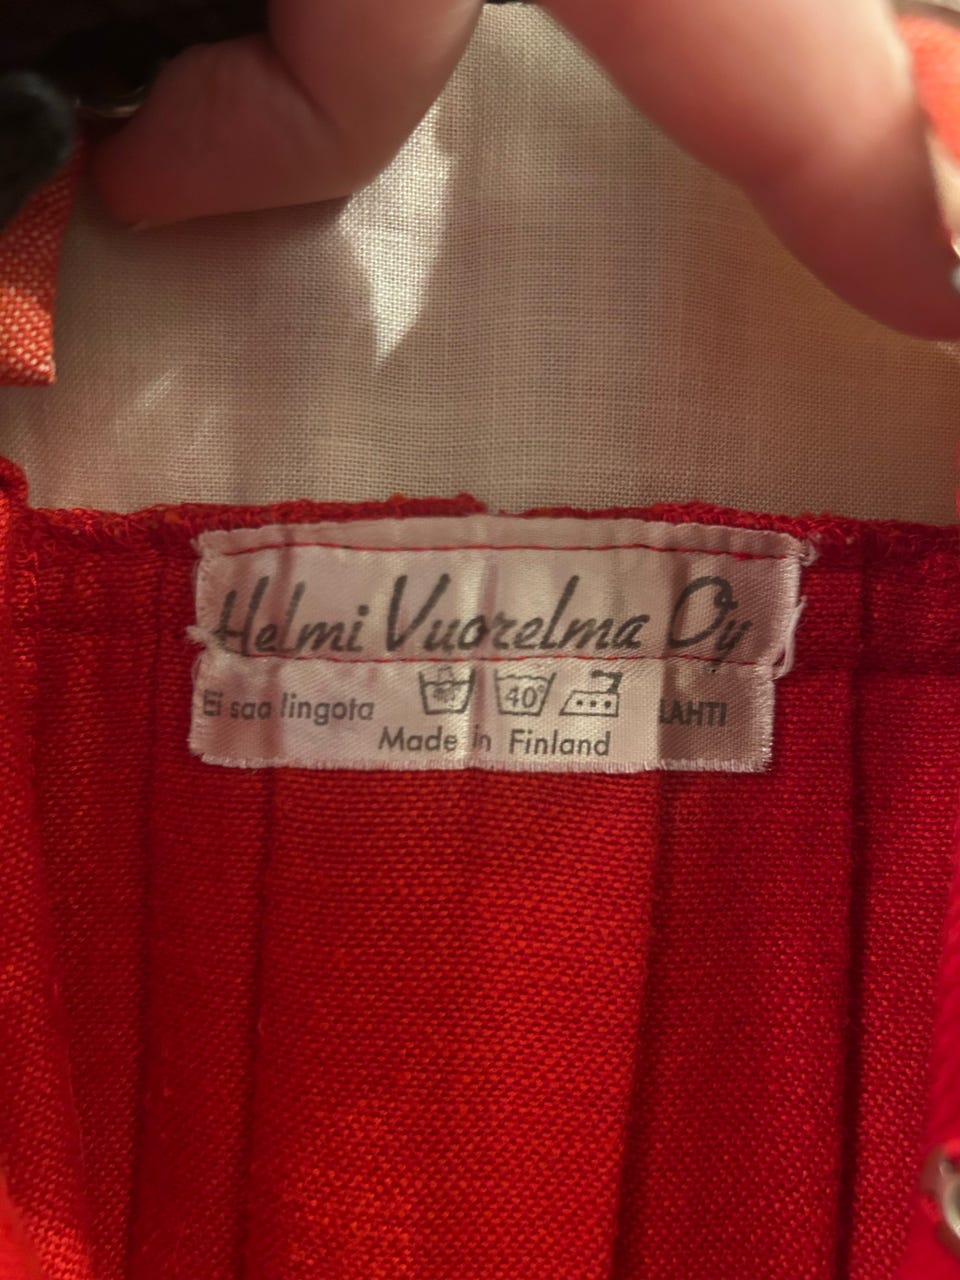 Helmi Vuorelma Oy
Ei saa lingota 40° LAHTI
Made in Finland